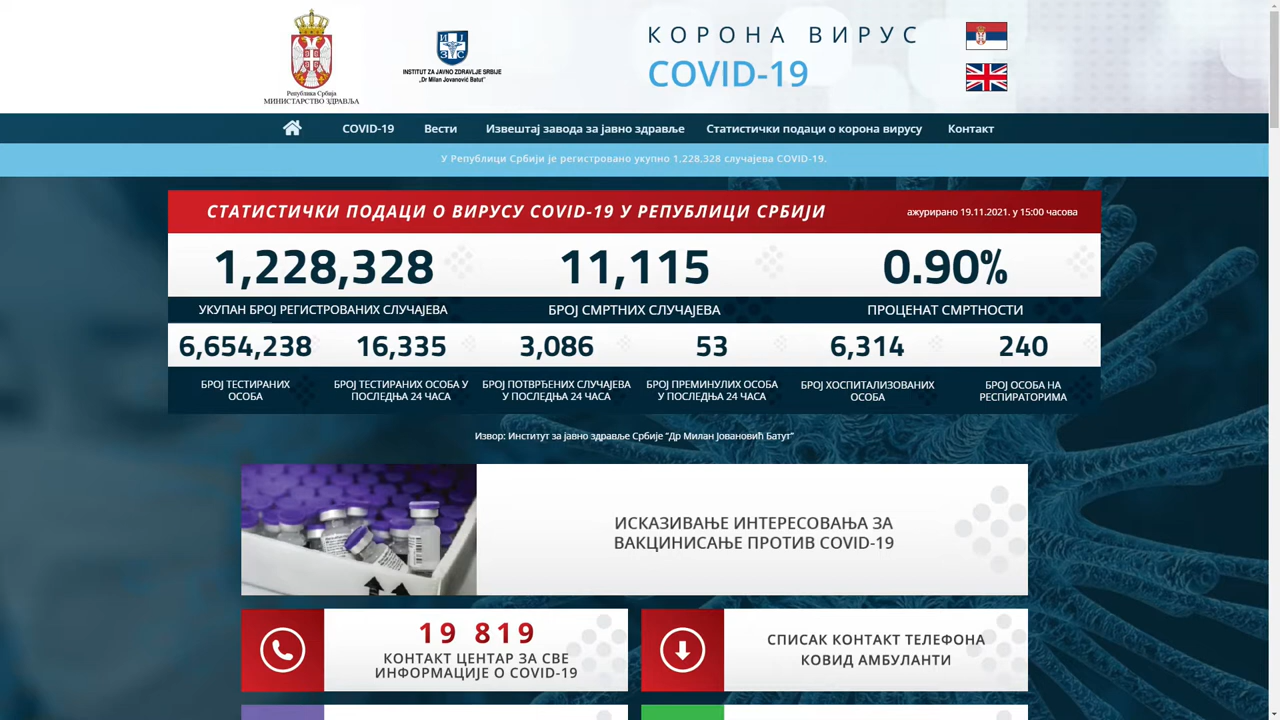 Република Србија
МИНИСТАРСТВО ЗДРАВЉА
И Ј
З С
INSTITUT ZA JAVNO ZDRAVLJE SRBIJE
„Dr Milan Jovanović Batut"
КОРОНА ВИРУС
COVID-19
COVID-19 Вести Извештај завода за јавно здравље Статистички подаци о корона вирусу Контакт
У Републици Србији је регистровано укупно 1.228.328 случајева COVID-19.
СТАТИСТИЧКИ ПОДАЦИ О ВИРУСУ COVID-19 У РЕПУБЛИЦИ СРБИЈИ
ажурирано 19.11.2021. у 15:00 часова
1,228,328 11,115 0.90%
УКУПАН БРОЈ РЕГИСТРОВАНИХ СЛУЧАЈЕВА БРОЈ СМРТНИХ СЛУЧАЈЕВА ПРОЦЕНАТ СМРТНОСТИ
6,654,238 16,335 3,086 53 6,314 240
БРОЈ ТЕСТИРАНИХ
ОСОБА
БРОЈ ТЕСТИРАНИХ ОСОБА У
ПОСЛЕДЊА 24 ЧАСА
БРОЈ ПОТВРЂЕНИХ СЛУЧАЈЕВА
У ПОСЛЕДЊА 24 ЧАСА
БРОЈ ПРЕМИНУЛИХ ОСОБА
У ПОСЛЕДЊА 24 ЧАСА
БРОЈ ХОСПИТАЛИЗОВАНИХ
ОСОБА
БРОЈ ОСОБА НА
РЕСПИРАТОРИМА
Извор: Институт за јавно здравље Србије "Др Милан Јовановић Батут"
ИСКАЗИВАЊЕ ИНТЕРЕСОВАЊА ЗА
ВАКЦИНИСАЊЕ ПРОТИВ COVID-19
19 819
КОНТАКТ ЦЕНТАР ЗА СВЕ
ИНФОРМАЦИЈЕ О COVID-19
СПИСАК КОНТАКТ ТЕЛЕФОНА
КОВИД АМБУЛАНТИ